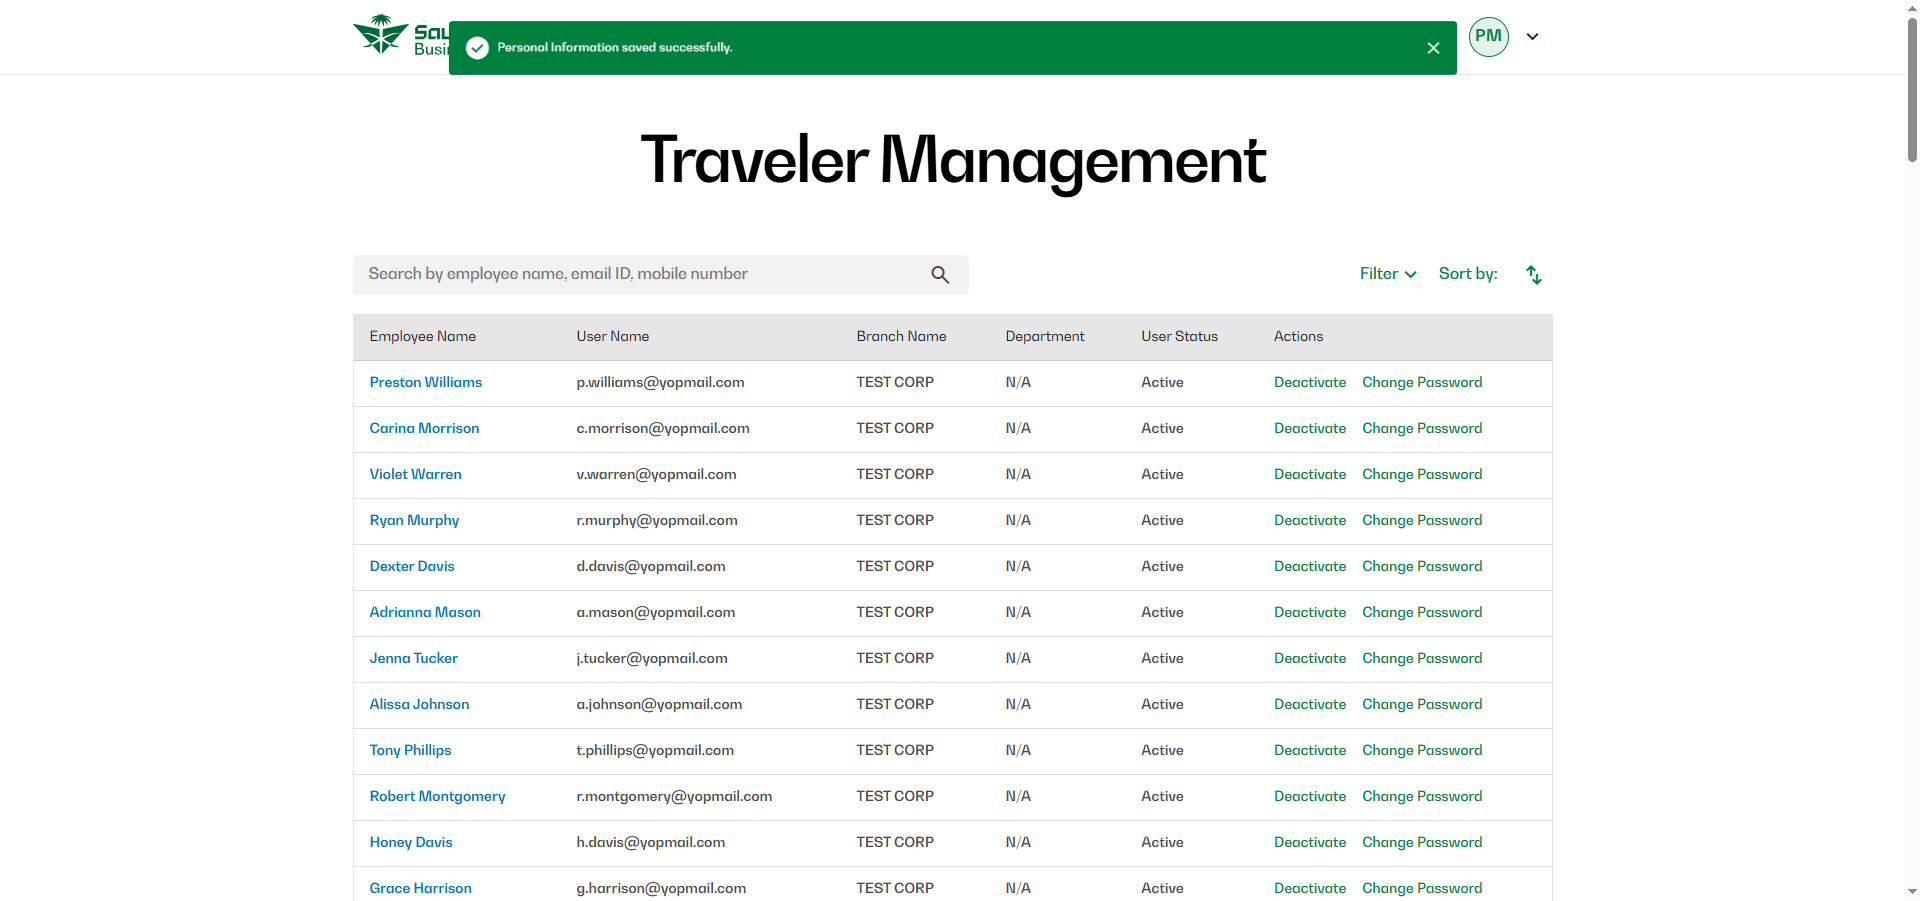 Personal Information saved successfully.
PM
Traveler Management
Search by employee name, email ID, mobile number
Filter Sort by:
Employee Name User Name Branch Name Department User Status Actions
Preston Williams p.williams@yopmail.com TEST CORP N/A Active Deactivate Change Password
Carina Morrison c.morrison@yopmail.com TEST CORP N/A Active Deactivate Change Password
Violet Warren v.warren@yopmail.com TEST CORP N/A Active Deactivate Change Password
Ryan Murphy r.murphy@yopmail.com TEST CORP N/A Active Deactivate Change Password
Dexter Davis d.davis@yopmail.com TEST CORP N/A Active Deactivate Change Password
Adrianna Mason a.mason@yopmail.com TEST CORP N/A Active Deactivate Change Password
Jenna Tucker j.tucker@yopmail.com TEST CORP N/A Active Deactivate Change Password
Alissa Johnson a.johnson@yopmail.com TEST CORP N/A Active Deactivate Change Password
Tony Phillips t.phillips@yopmail.com TEST CORP N/A Active Deactivate Change Password
Robert Montgomery r.montgomery@yopmail.com TEST CORP N/A Active Deactivate Change Password
Honey Davis h.davis@yopmail.com TEST CORP N/A Active Deactivate Change Password
Grace Harrison g.harrison@yopmail.com TEST CORP N/A Active Deactivate Change Password